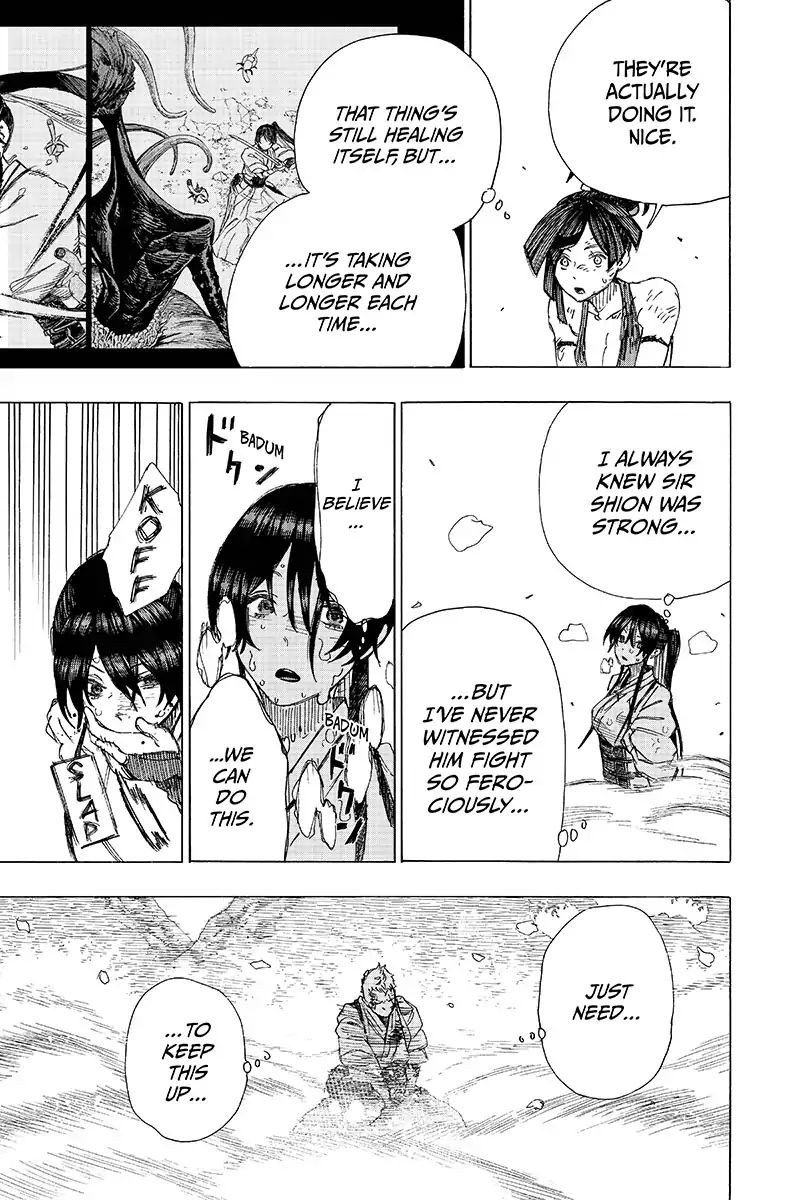 THEY'RE
ACTUALLY
DOING IT.
NICE.
THAT THING'S
STILL HEALING
ITSELF, BUT...
...IT'S TAKING
LONGER AND
LONGER EACH
TIME...
I ALWAYS
KNEW SIR
SHION WAS
STRONG...
...BUT
I'VE NEVER
WITNESSED
HIM FIGHT
SO FERO-
CIOUSLY...
I
BELIEVE
...
ドクン
BADUM
BADUM
ドクン
...WE
CAN
DO
THIS.
KOFF
SLAP
JUST
NEED...
...TO
KEEP
THIS
UP...